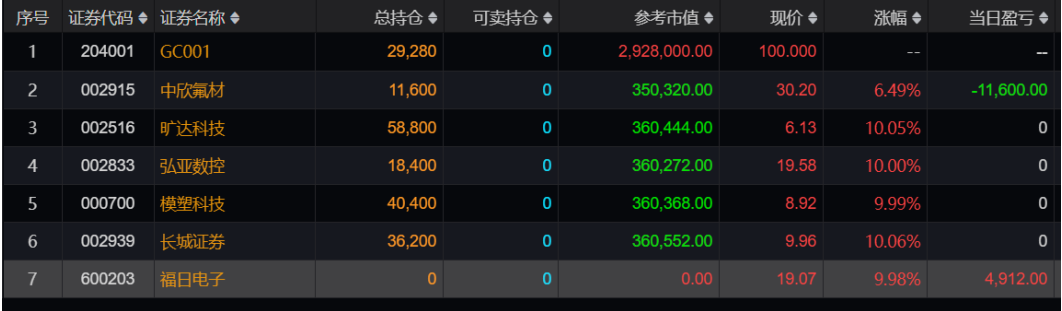 序号 证券代码 证券名称 总持仓 可卖持仓 参考市值 现价 涨幅 当日盈亏
1 204001 GC001 29,280 0 2,928,000.00 100.000 -- --
2 002915 中欣氟材 11,600 0 350,320.00 30.20 6.49% -11,600.00
3 002516 旷达科技 58,800 0 360,444.00 6.13 10.05% 0
4 002833 弘亚数控 18,400 0 360,272.00 19.58 10.00% 0
5 000700 模塑科技 40,400 0 360,368.00 8.92 9.99% 0
6 002939 长城证券 36,200 0 360,552.00 9.96 10.06% 0
7 600203 福日电子 0 0 0.00 19.07 9.98% 4,912.00